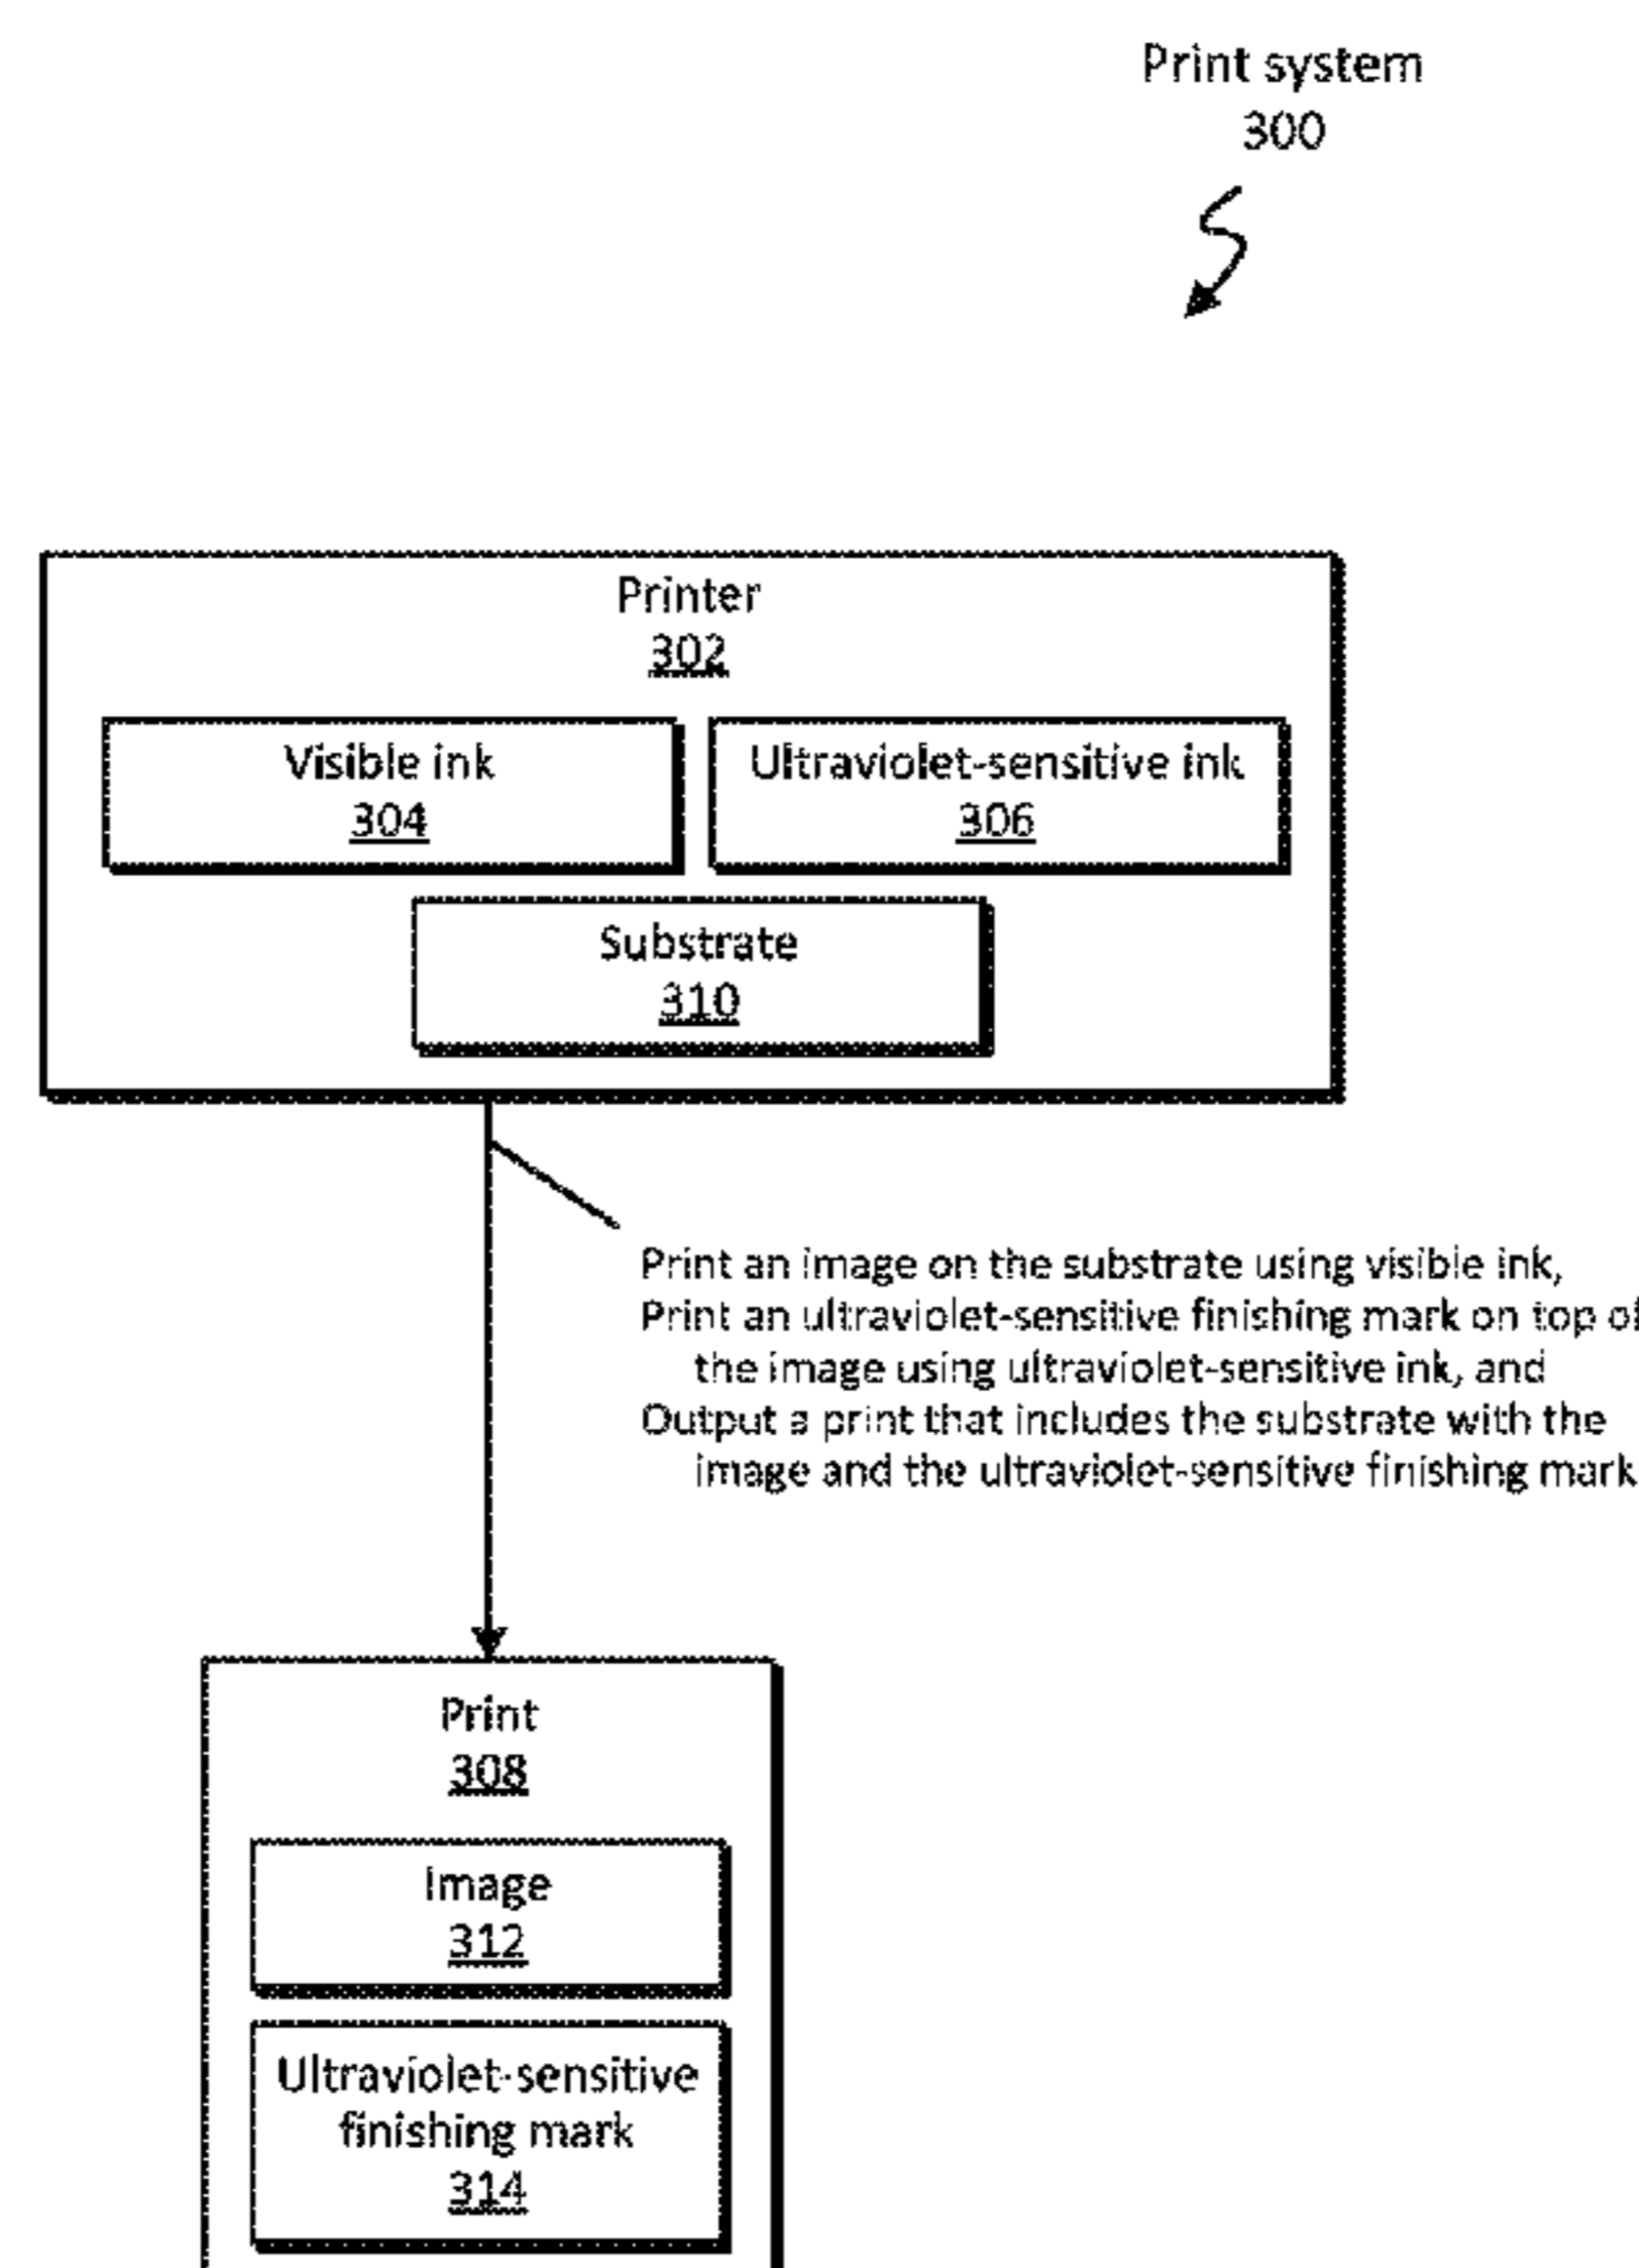 Print system
300
Printer
302
Visible ink
304
Ultraviolet-sensitive ink
306
Substrate
310
Print an image on the substrate using visible ink,
Print an ultraviolet-sensitive finishing mark on top of
the image using ultraviolet-sensitive ink, and
Output a print that includes the substrate with the
image and the ultraviolet-sensitive finishing mark
Print
308
Image
312
Ultraviolet-sensitive
finishing mark
314